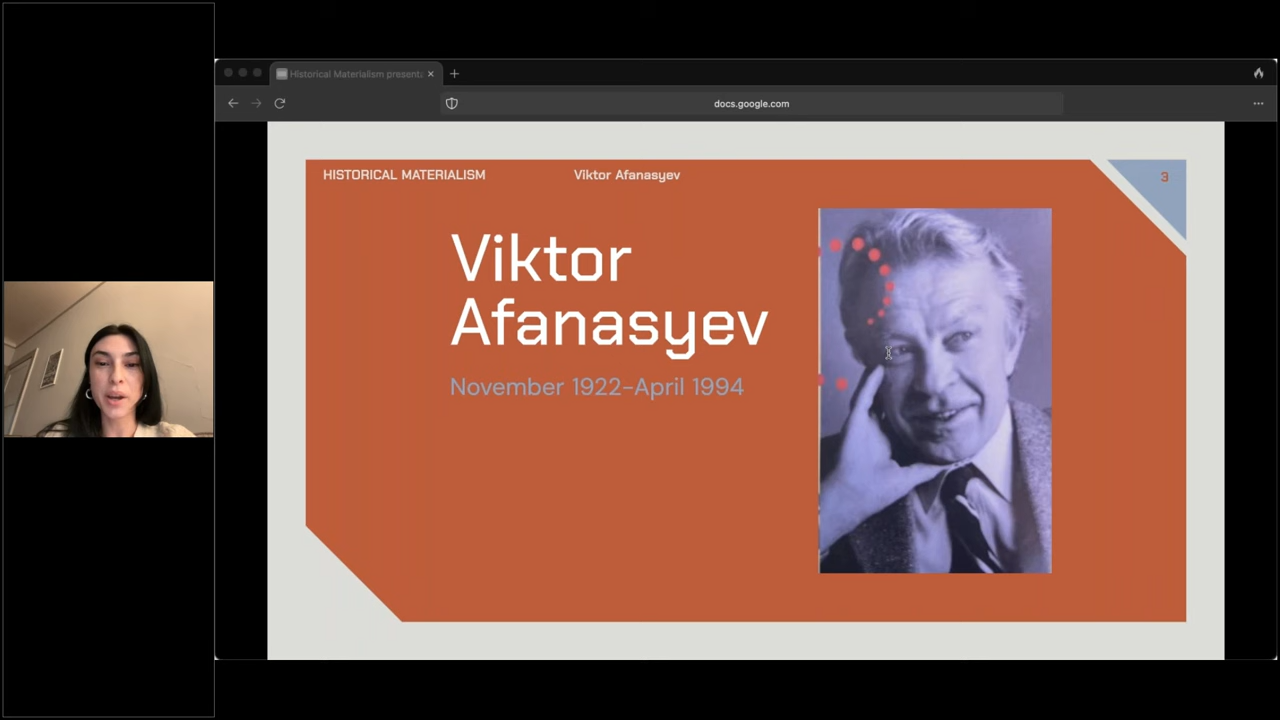 Historical Materialism present
docs.google.com
HISTORICAL MATERIALISM
Viktor Afanasyev
3
Viktor
Afanasyev
November 1922–April 1994